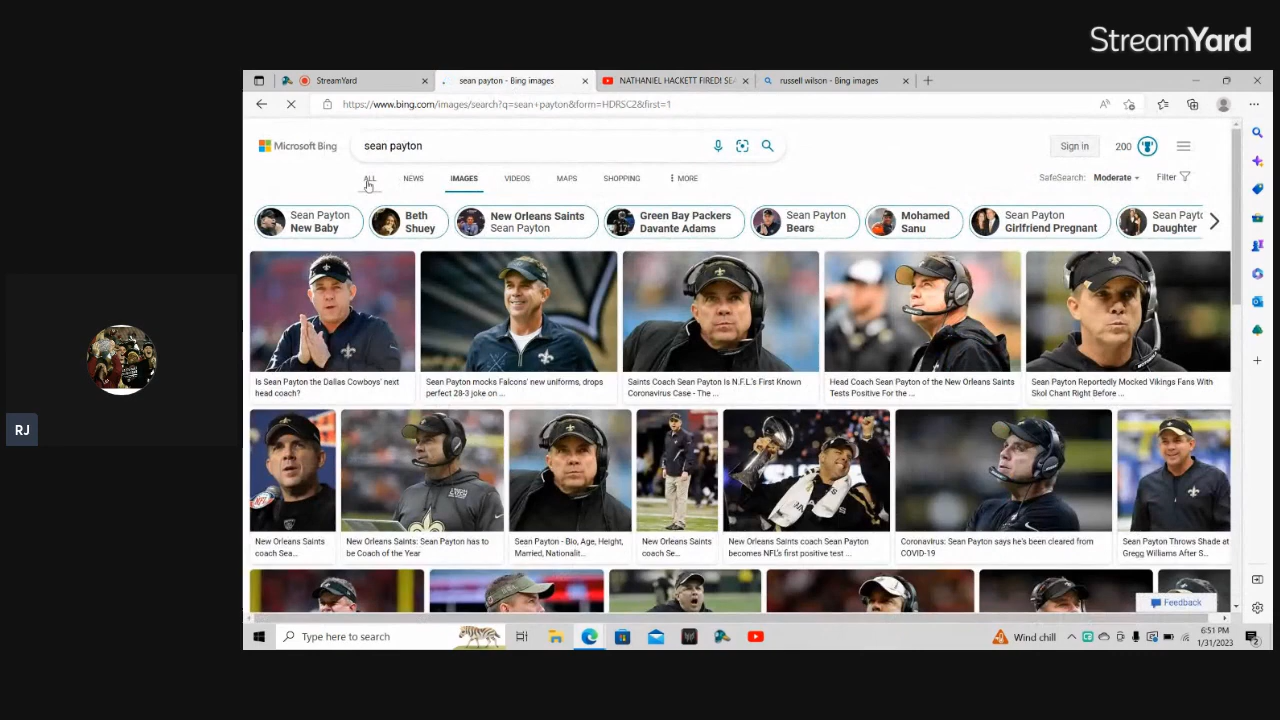 StreamYard
StreamYard
sean payton - Bing images
NATHANIEL HACKETT FIRED! SEA
russell wilson - Bing images
https://www.bing.com/images/search?q=sean+payton&form=HDRSC2&first=1
Microsoft Bing
sean payton
Sign in
200
ALL
NEWS
IMAGES
VIDEOS
MAPS
SHOPPING
MORE
SafeSearch: Moderate
Filter
Sean Payton
New Baby
Beth
Shuey
New Orleans Saints
Sean Payton
Green Bay Packers
Davante Adams
Sean Payton
Bears
Mohamed
Sanu
Sean Payton
Girlfriend Pregnant
Sean Payto
Daughter
Is Sean Payton the Dallas Cowboys' next
head coach?
Sean Payton mocks Falcons' new uniforms, drops
perfect 28-3 joke on ...
Saints Coach Sean Payton Is N.F.L.'s First Known
Coronavirus Case - The ...
Head Coach Sean Payton of the New Orleans Saints
Tests Positive For the ...
Sean Payton Reportedly Mocked Vikings Fans With
Skol Chant Right Before ...
New Orleans Saints
coach Sea...
New Orleans Saints: Sean Payton has to
be Coach of the Year
Sean Payton - Bio, Age, Height,
Married, Nationalit...
New Orleans Saints
coach Se...
New Orleans Saints coach Sean Payton
becomes NFL's first positive test ...
Coronavirus: Sean Payton says he's been cleared from
COVID-19
Sean Payton Throws Shade at
Gregg Williams After S...
RJ
Feedback
Type here to search
Wind chill
6:51 PM
1/31/2023